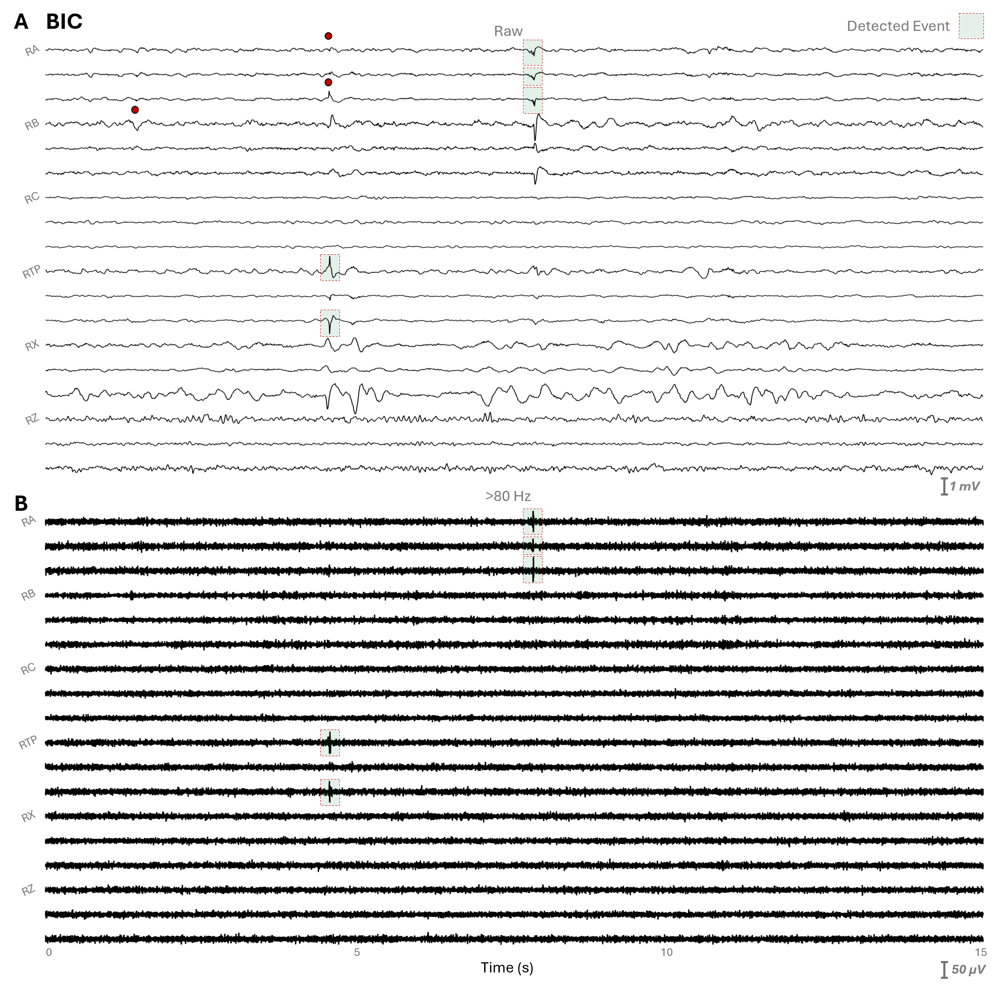 A BIC
Raw
Detected Event
RA
RB
RC
RTP
RX
RZ
1 mV
B
>80 Hz
RA
RB
RC
RTP
RX
RZ
0 5 10 15
Time (s)
50 µV